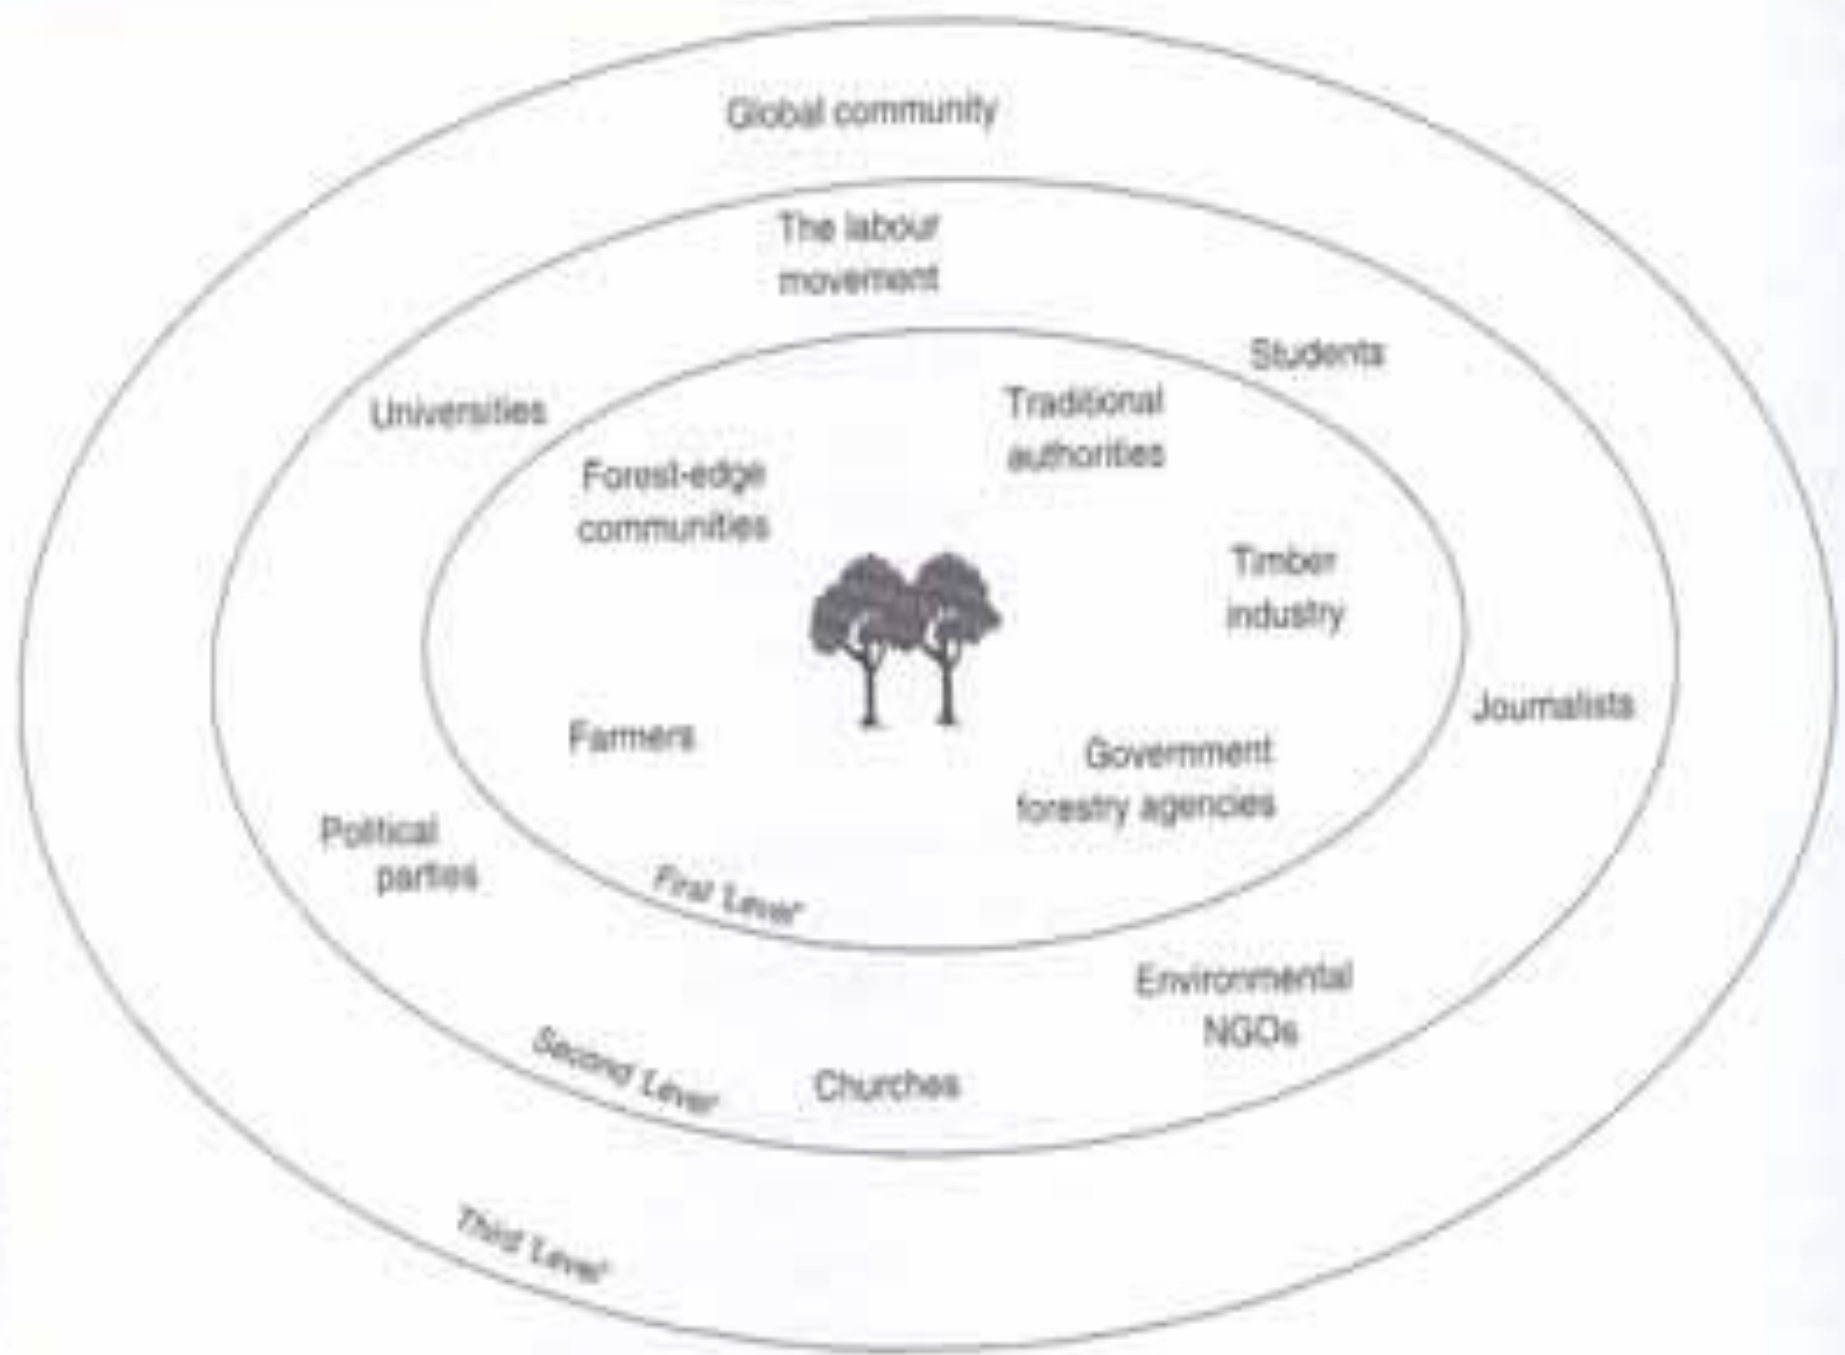 Global community
The labour
movement
Students
Universities
Traditional
authorities
Forest-edge
communities
Timber
industry
Journalists
Farmers
Government
forestry agencies
Political
parties
First Level"
Environmental
NGOs
Second Level"
Churches
Third Level"